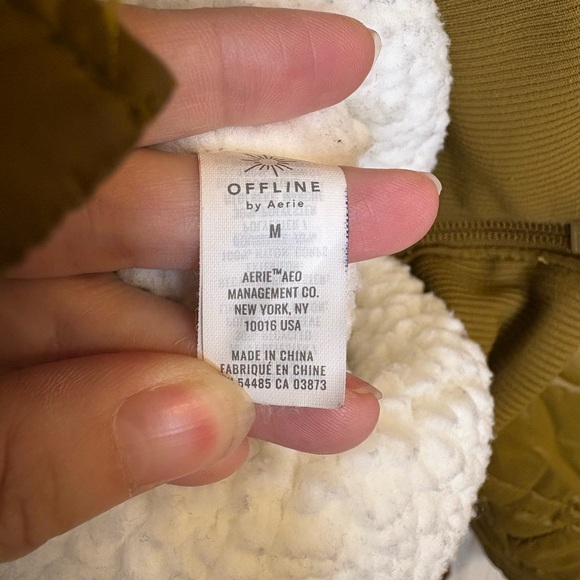 OFFLINE
by Aerie
M
AERIE™AEO
MANAGEMENT CO.
NEW YORK, NY
10016 USA
MADE IN CHINA
FABRIQUÉ EN CHINE
54485 CA 03873